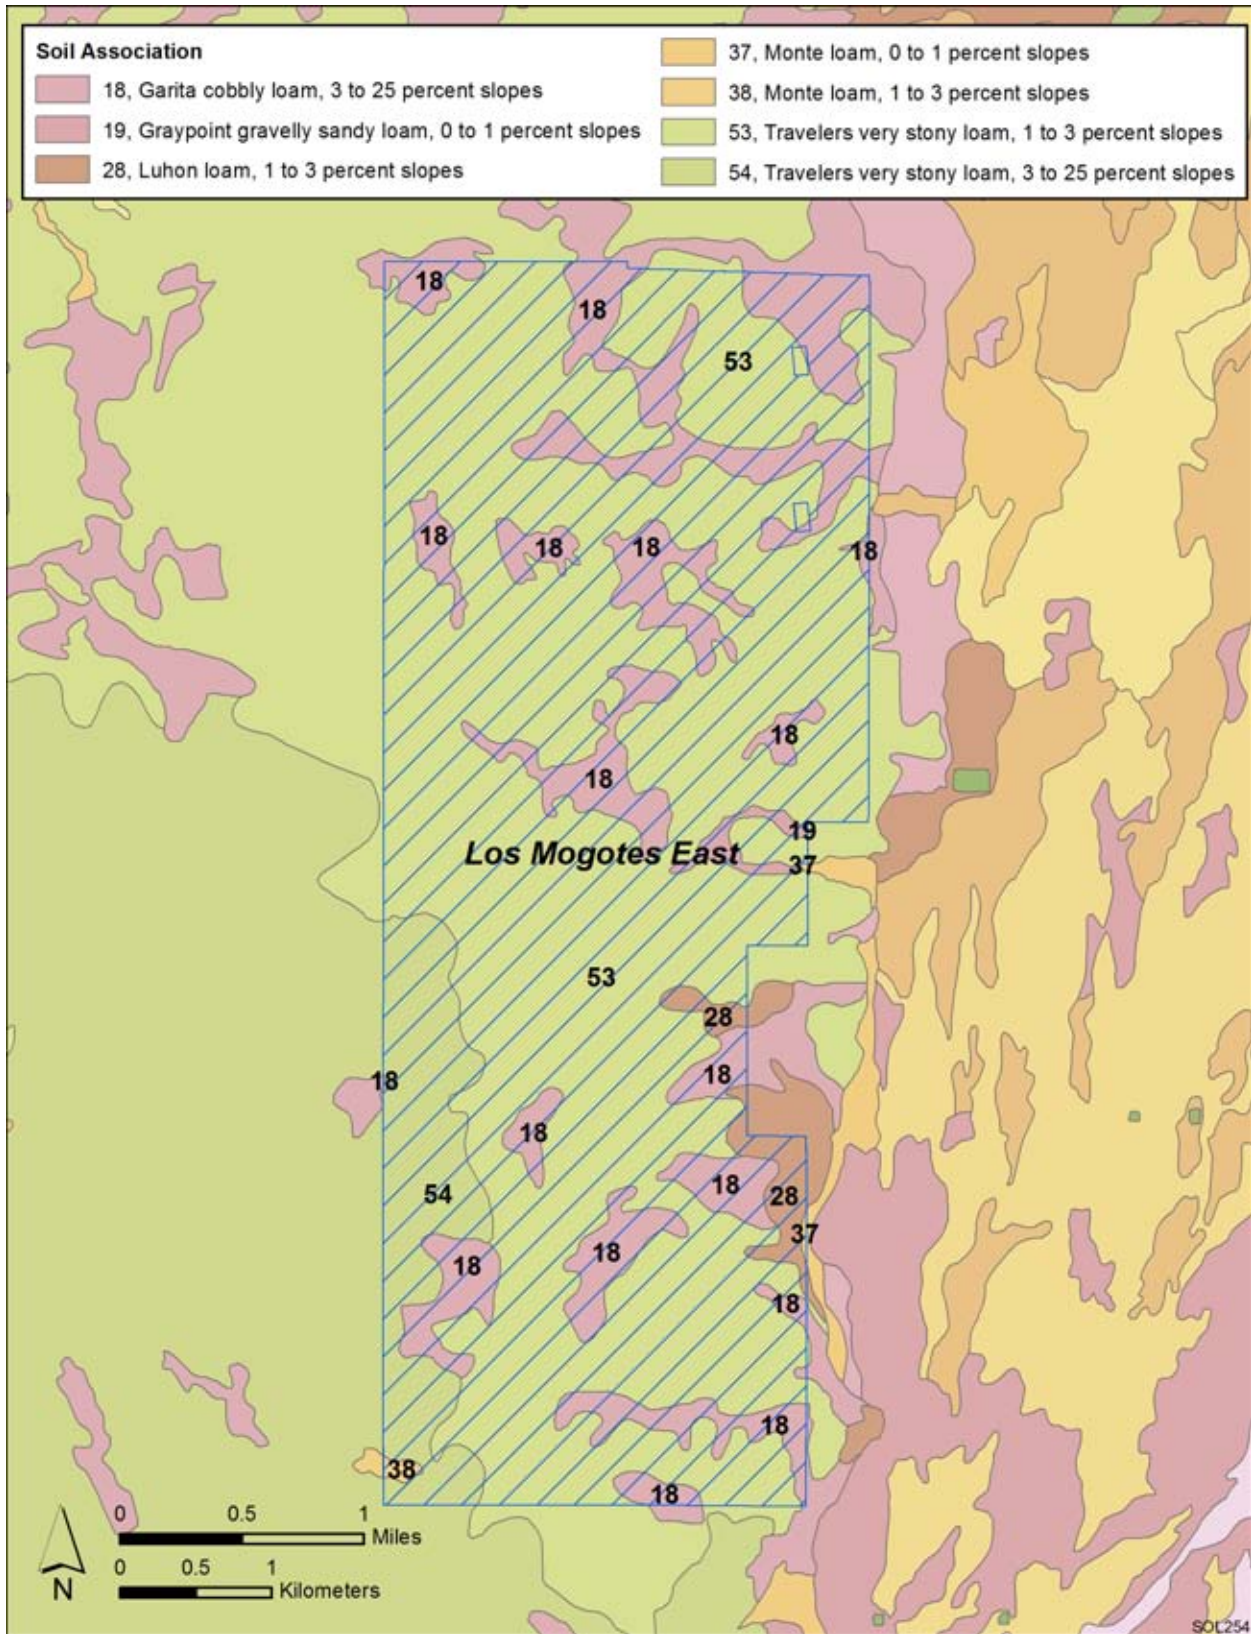 Soil Association
18, Garita cobbly loam, 3 to 25 percent slopes
19, Graypoint gravelly sandy loam, 0 to 1 percent slopes
28, Luhon loam, 1 to 3 percent slopes
37, Monte loam, 0 to 1 percent slopes
38, Monte loam, 1 to 3 percent slopes
53, Travelers very stony loam, 1 to 3 percent slopes
54, Travelers very stony loam, 3 to 25 percent slopes
18
18
53
18
18
18
18
18
18
19
Los Mogotes East
37
53
28
18
18
18
18
54
28
37
18
18
18
18
38
18
0 0.5 1
Miles
0 0.5 1
Kilometers
N
SOL254